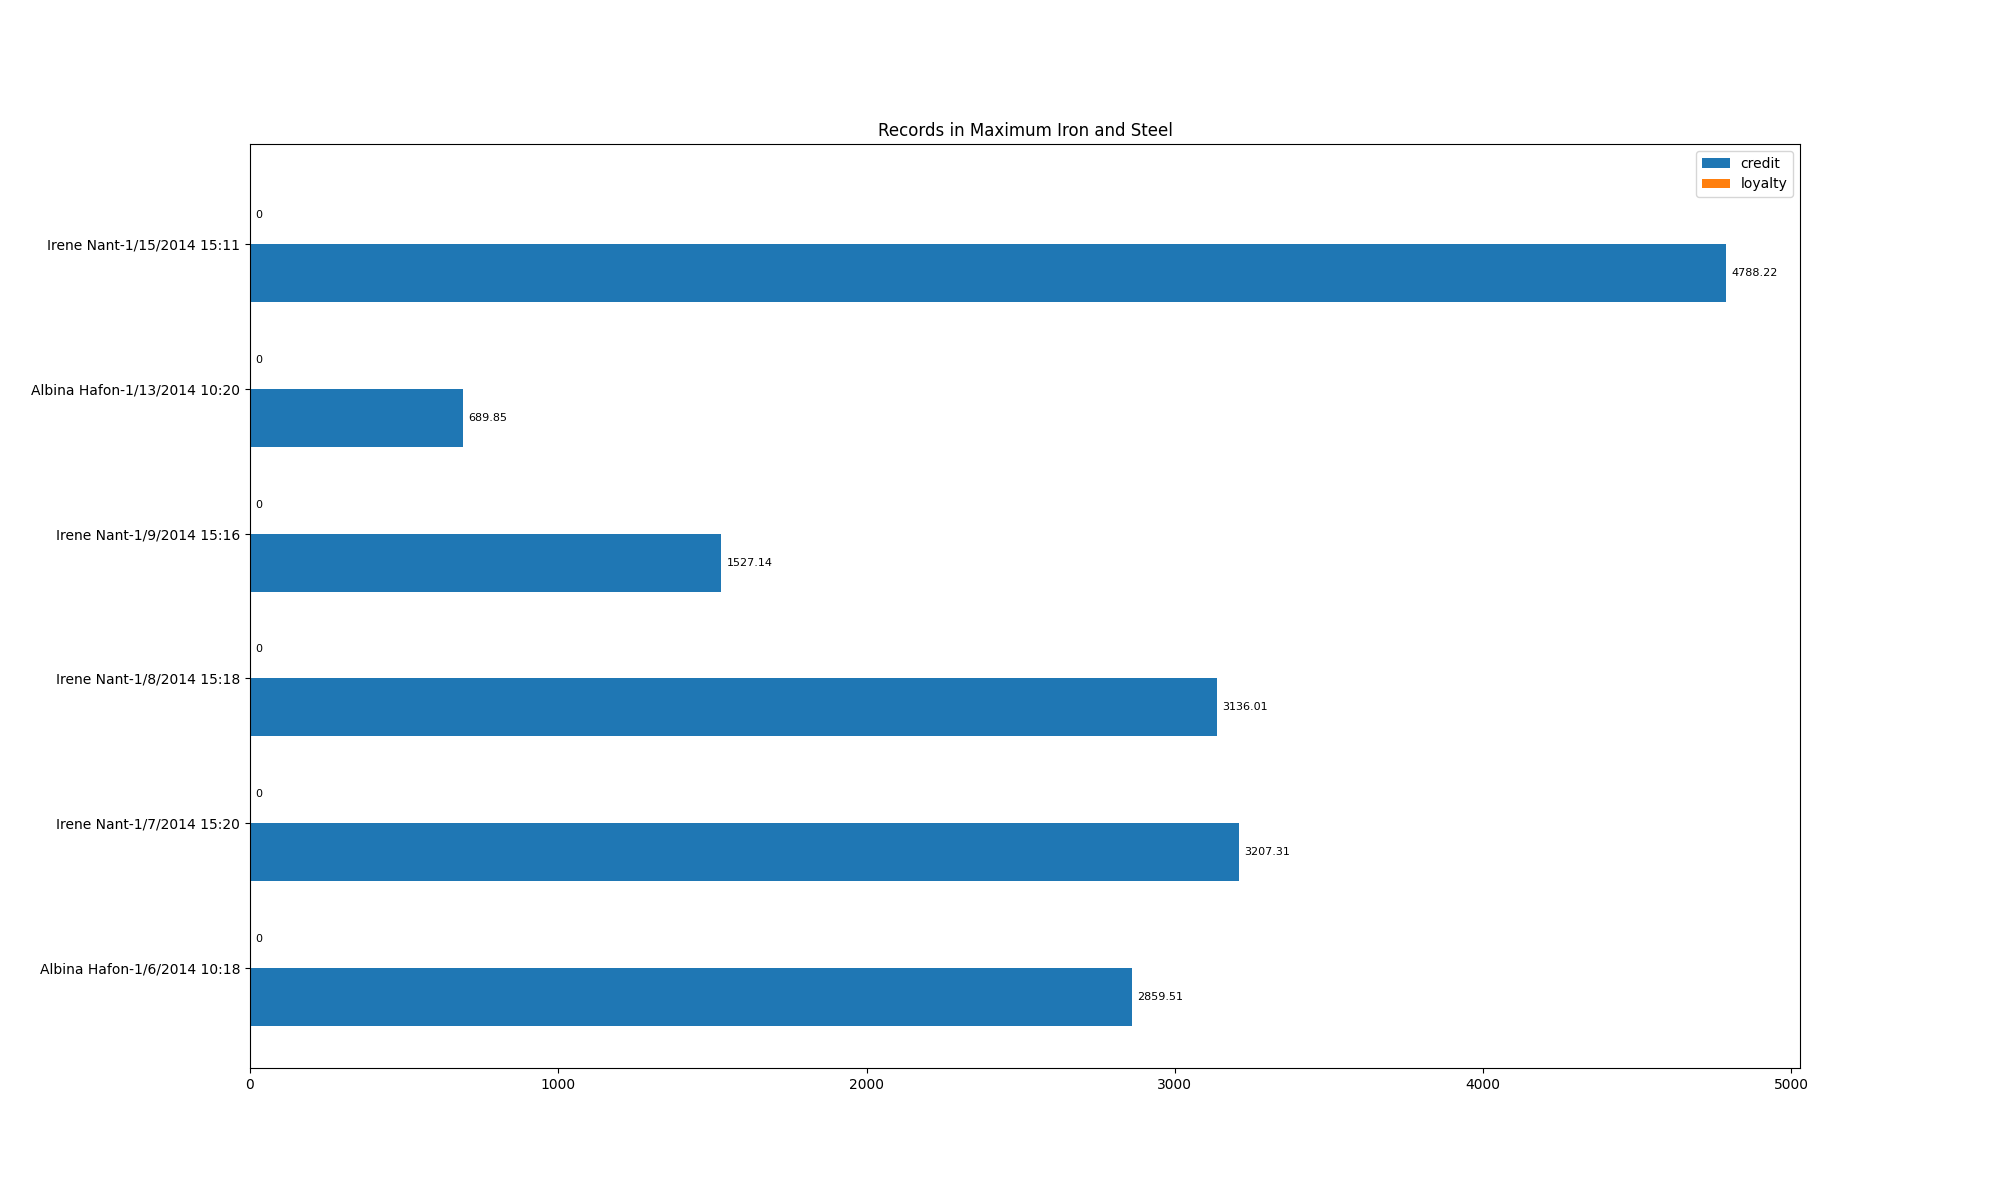 Records in Maximum Iron and Steel
credit
loyalty
0
Irene Nant-1/15/2014 15:11
4788.22
0
Albina Hafon-1/13/2014 10:20
689.85
0
Irene Nant-1/9/2014 15:16
1527.14
0
Irene Nant-1/8/2014 15:18
3136.01
0
Irene Nant-1/7/2014 15:20
3207.31
0
Albina Hafon-1/6/2014 10:18
2859.51
0 1000 2000 3000 4000 5000